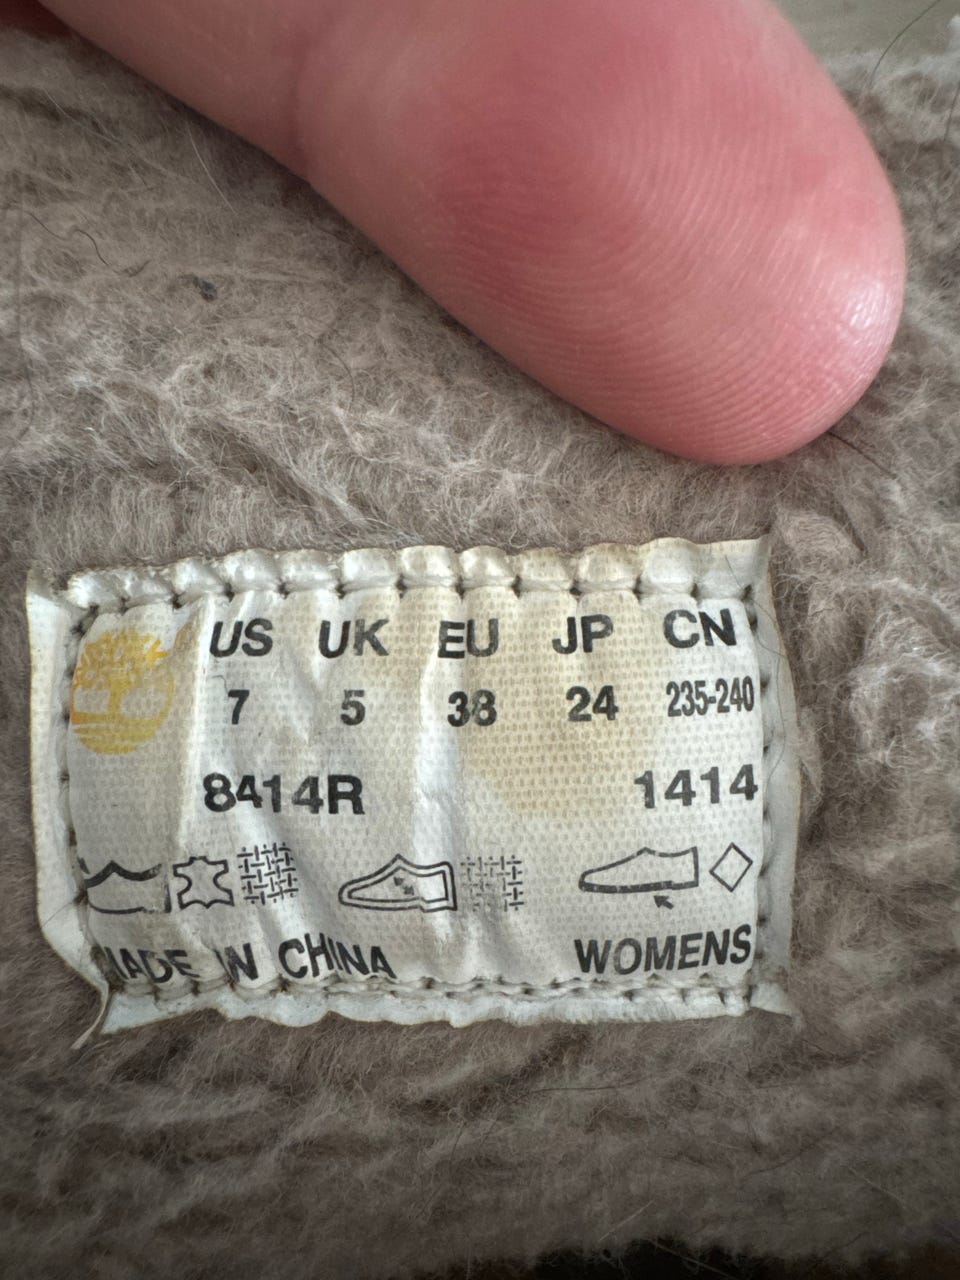 US UK EU JP CN
7 5 38 24 235-240
8414R 1414
MADE IN CHINA WOMENS